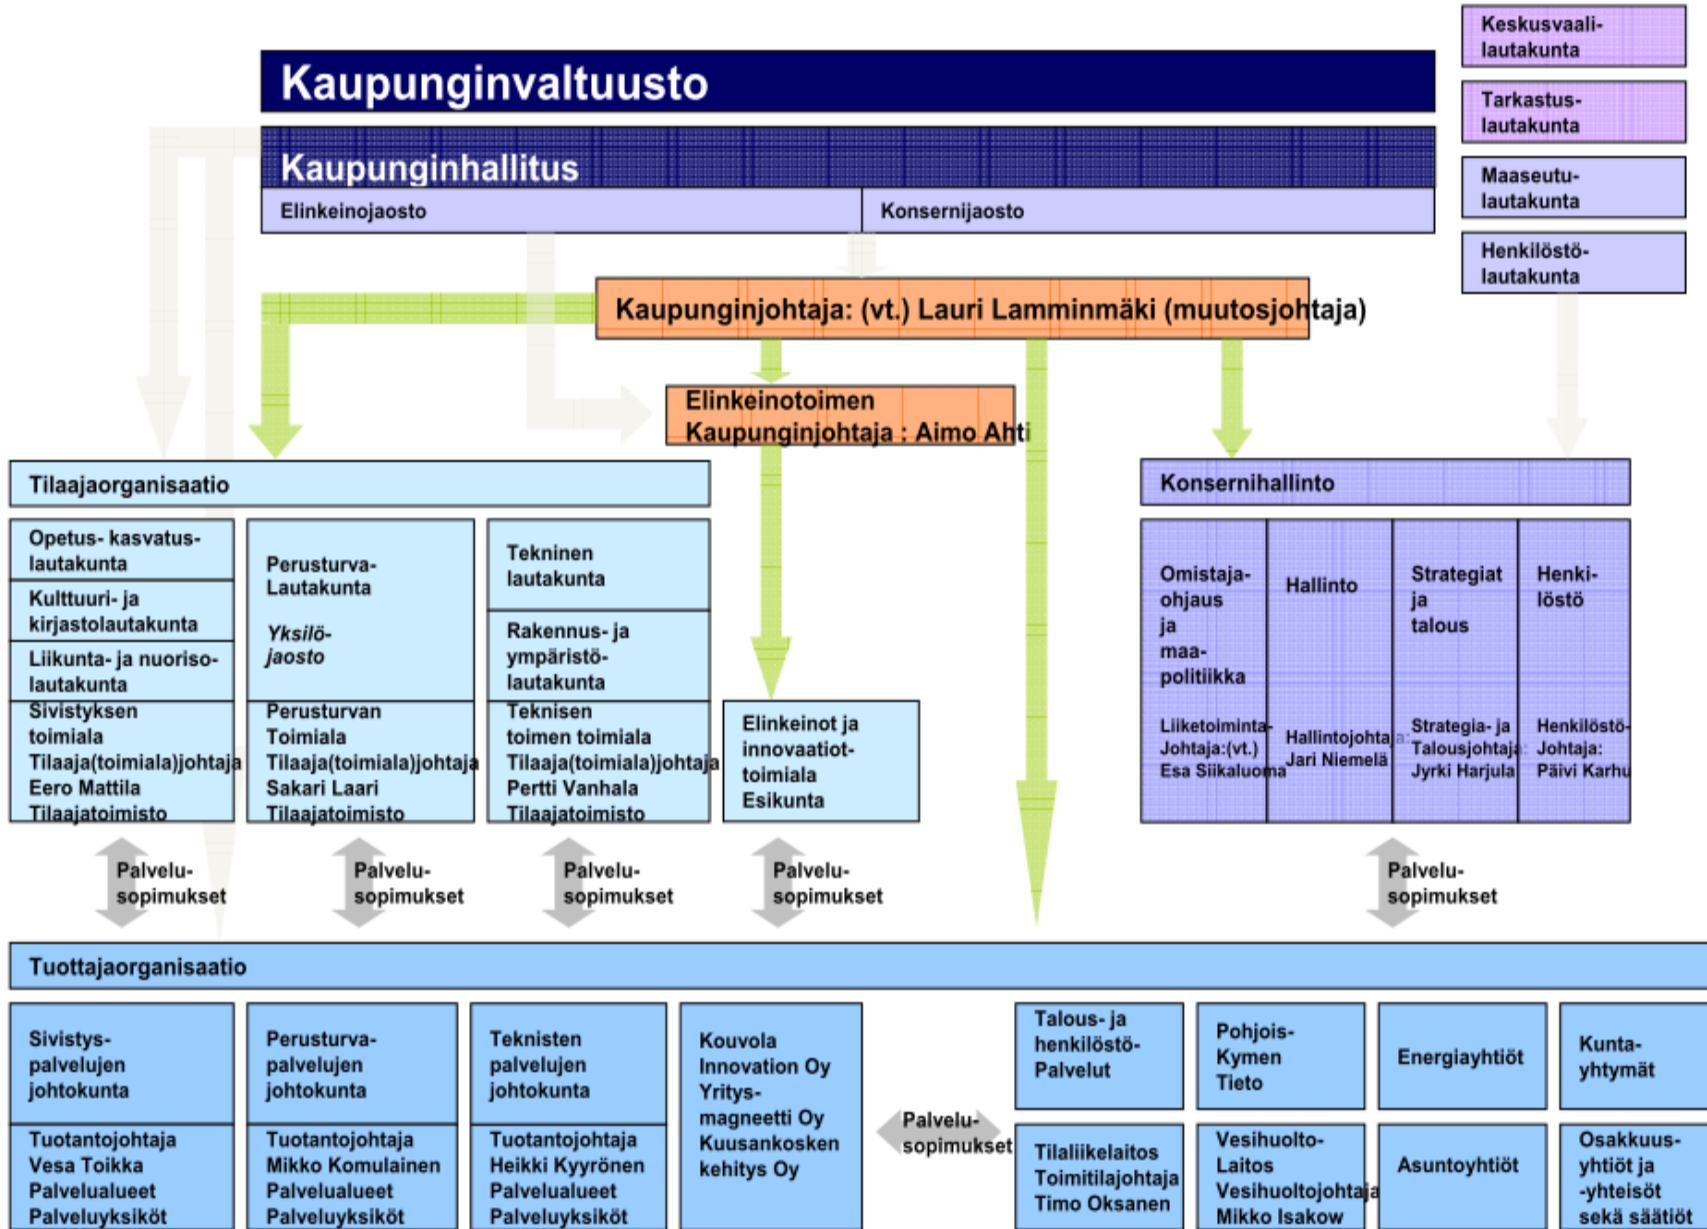 Keskusvaali-
lautakunta
Kaupunginvaltuusto
Tarkastus-
lautakunta
Kaupunginhallitus
Elinkeinojaosto
Konsernijaosto
Maaseutu-
lautakunta
Henkilöstö-
lautakunta
Kaupunginjohtaja: (vt.) Lauri Lamminmäki (muutosjohtaja)
Elinkeinotoimen
Kaupunginjohtaja : Aimo Ahti
Tilaajaorganisaatio
Opetus- kasvatus-
lautakunta
Kulttuuri- ja
kirjastolautakunta
Liikunta- ja nuoriso-
lautakunta
Sivistyksen
toimiala
Tilaaja(toimiala)johtaja
Eero Mattila
Tilaajatoimisto
Perusturva-
Lautakunta
Yksilö-
jaosto
Perusturvan
Toimiala
Tilaaja(toimiala)johtaja
Sakari Laari
Tilaajatoimisto
Tekninen
lautakunta
Rakennus- ja
ympäristö-
lautakunta
Teknisen
toimen toimiala
Tilaaja(toimiala)johtaja
Pertti Vanhala
Tilaajatoimisto
Elinkeinot ja
innovaatiot-
toimiala
Esikunta
Konsernihallinto
Omistaja-
ohjaus
ja
maa-
politiikka
Liiketoiminta-
Johtaja:(vt.)
Esa Siikaluoma
Hallinto
Hallintojohtaja:
Jari Niemelä
Strategiat
ja
talous
Strategia- ja
Talousjohtaja:
Jyrki Harjula
Henki-
löstö
Henkilöstö-
Johtaja:
Päivi Karhu
Palvelu-
sopimukset
Palvelu-
sopimukset
Palvelu-
sopimukset
Palvelu-
sopimukset
Palvelu-
sopimukset
Tuottajaorganisaatio
Sivistys-
palvelujen
johtokunta
Tuotantojohtaja
Vesa Toikka
Palvelualueet
Palveluyksiköt
Perusturva-
palvelujen
johtokunta
Tuotantojohtaja
Mikko Komulainen
Palvelualueet
Palveluyksiköt
Teknisten
palvelujen
johtokunta
Tuotantojohtaja
Heikki Kyyrönen
Palvelualueet
Palveluyksiköt
Kouvola
Innovation Oy
Yritys-
magneetti Oy
Kuusankosken
kehitys Oy
Palvelu-
sopimukset
Talous- ja
henkilöstö-
Palvelut
Pohjois-
Kymen
Tieto
Energiayhtiöt
Kunta-
yhtymät
Tilaliikelaitos
Toimitilajohtaja
Timo Oksanen
Vesihuolto-
Laitos
Vesihuoltojohtaja
Mikko Isakow
Asuntoyhtiöt
Osakkuus-
yhtiöt ja
-yhteisöt
sekä säätiöt